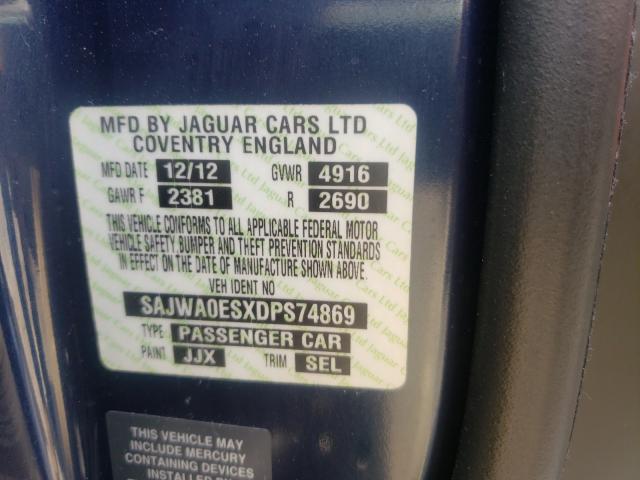 MFD BY JAGUAR CARS LTD
COVENTRY ENGLAND
MFD DATE 12/12 GVWR 4916
GAWR F 2381 R 2690
THIS VEHICLE CONFORMS TO ALL APPLICABLE FEDERAL MOTOR
VEHICLE SAFETY BUMPER AND THEFT PREVENTION STANDARDS
IN EFFECT ON THE DATE OF MANUFACTURE SHOWN ABOVE.
VEH IDENT NO
SAJWA0ESXDPS74869
TYPE PASSENGER CAR
PAINT JJX TRIM SEL
THIS VEHICLE MAY
INCLUDE MERCURY
CONTAINING DEVICES
INSTALLED